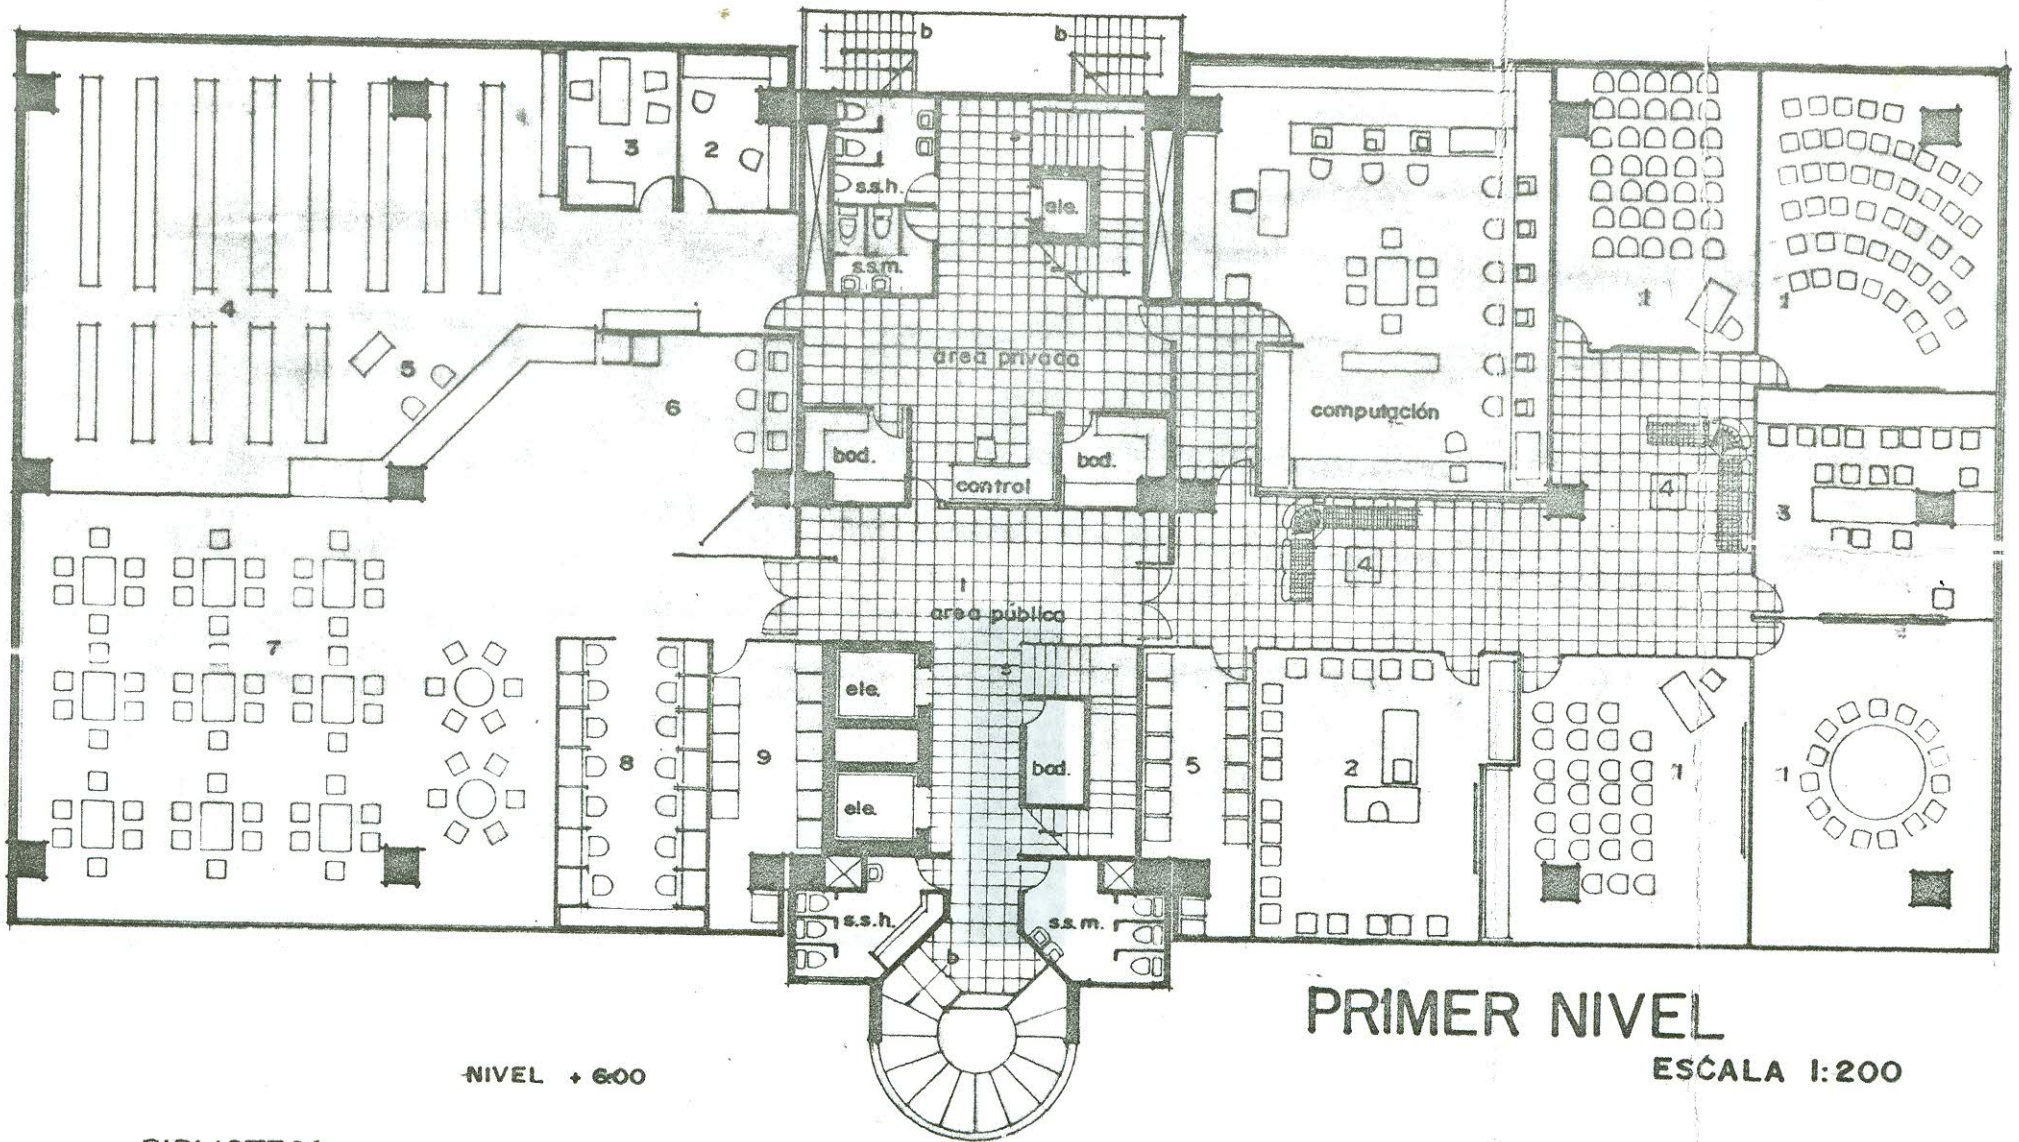 b
b
3
2
s
s.s.h.
ele.
s.s.m.
4
1
1
area privada
5
6
computación
bod.
bod.
control
4
3
4
1
area pública
7
s
ele.
8
9
bod.
5
2
1
1
ele.
s.s.h.
s.s.m.
b
PRIMER NIVEL
ESCALA 1:200
NIVEL + 6.00